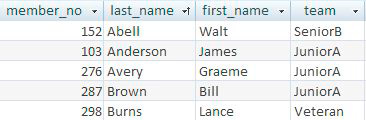 member_no last_name first_name team
152 Abell Walt SeniorB
103 Anderson James JuniorA
276 Avery Graeme JuniorA
287 Brown Bill JuniorA
298 Burns Lance Veteran